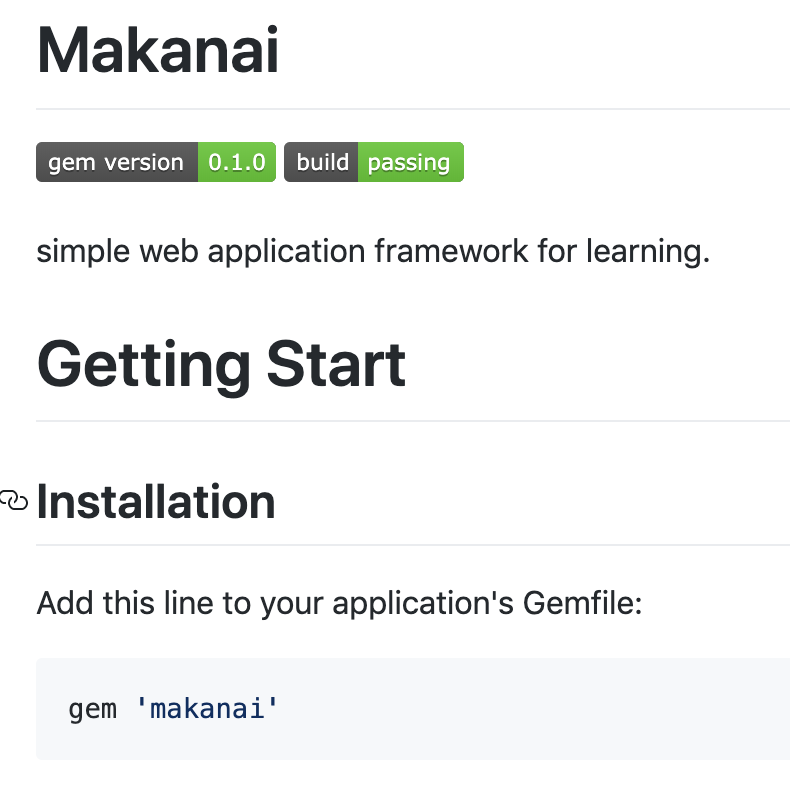 Makanai
gem version 0.1.0 build passing
simple web application framework for learning.
Getting Start
Installation
Add this line to your application's Gemfile:
gem 'makanai'